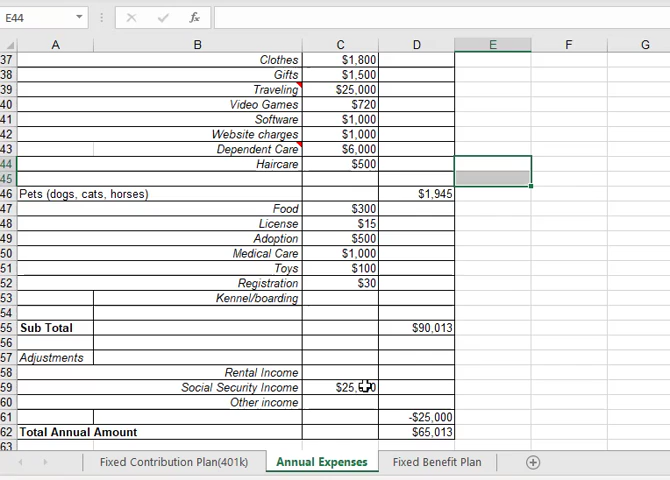 E44 fx
A B C D E F G
37 Clothes $1,800
38 Gifts $1,500
39 Traveling $25,000
40 Video Games $720
41 Software $1,000
42 Website charges $1,000
43 Dependent Care $6,000
44 Haircare $500
45
46 Pets (dogs, cats, horses) $1,945
47 Food $300
48 License $15
49 Adoption $500
50 Medical Care $1,000
51 Toys $100
52 Registration $30
53 Kennel/boarding
54
55 Sub Total $90,013
56
57 Adjustments
58 Rental Income
59 Social Security Income
60 Other income
61 -$25,000
62 Total Annual Amount $65,013
63
Fixed Contribution Plan(401k) Annual Expenses Fixed Benefit Plan